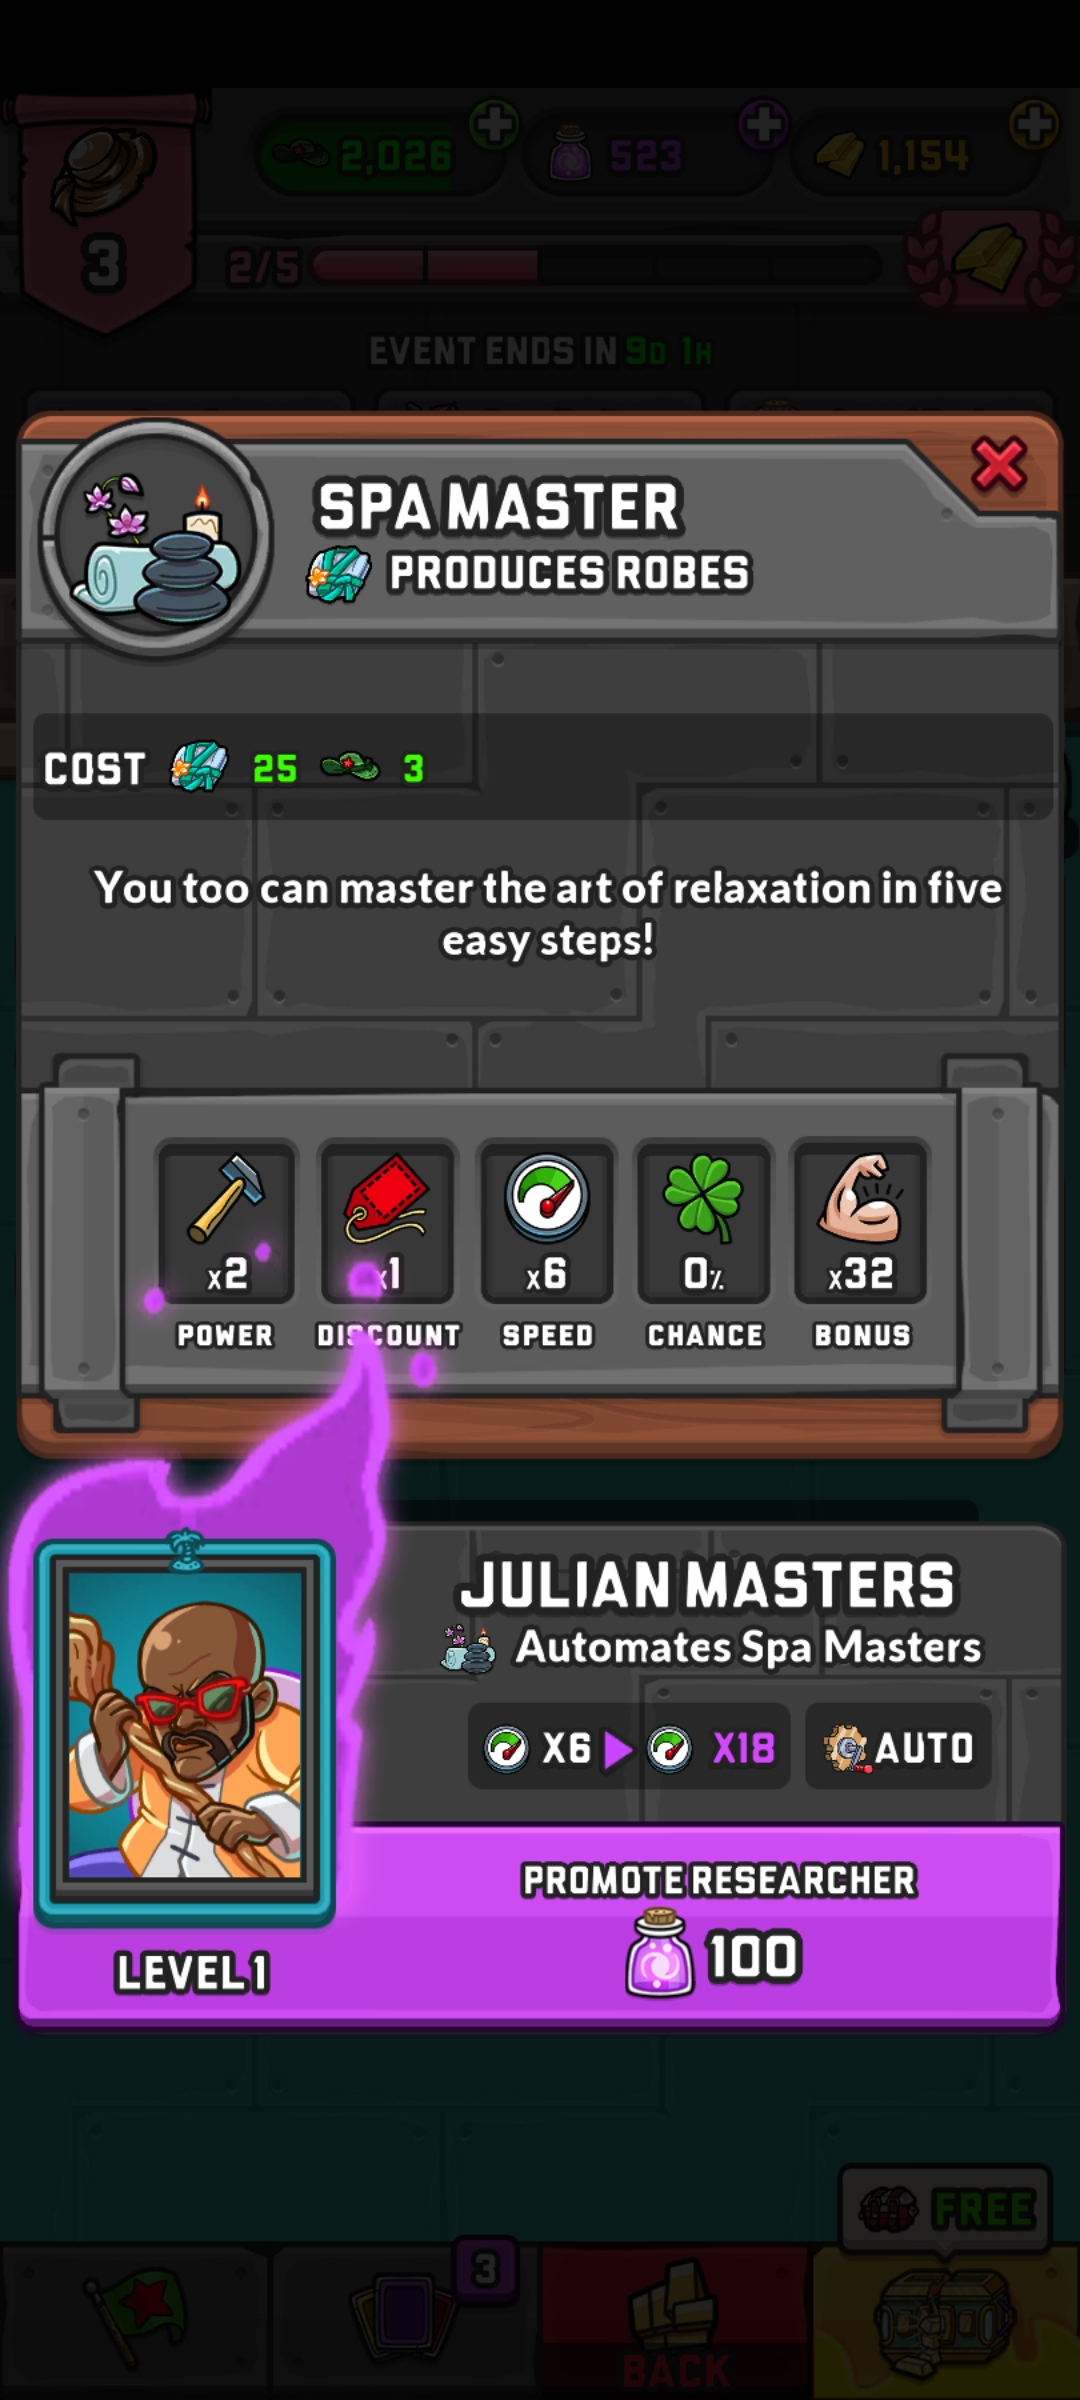 2,026 523 1,154
3
2/5
EVENT ENDS IN 9D 1H
SPA MASTER
PRODUCES ROBES
COST 25 3
You too can master the art of relaxation in five
easy steps!
x2 x1 x6 0% x32
POWER DISCOUNT SPEED CHANCE BONUS
JULIAN MASTERS
Automates Spa Masters
X6 X18 AUTO
PROMOTE RESEARCHER
100
LEVEL 1
FREE
3
BACK